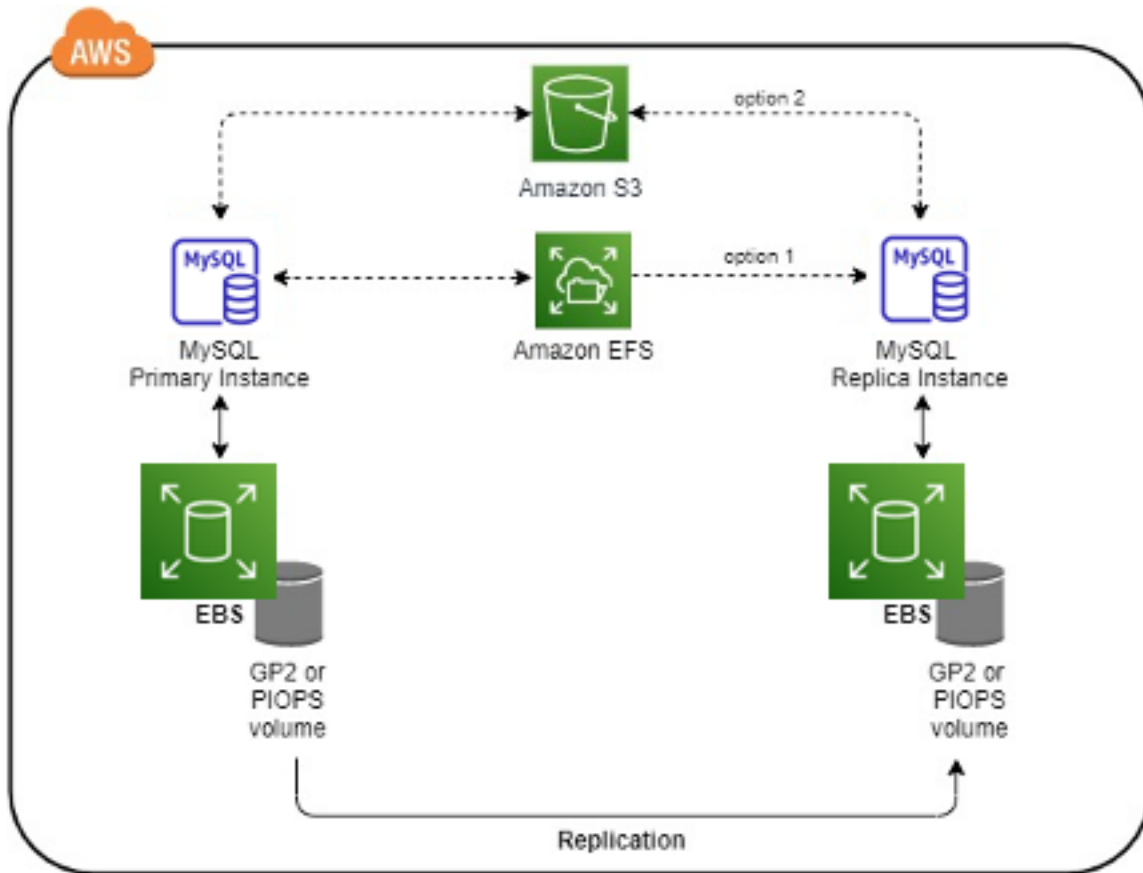 AWS
option 2
Amazon S3
MySQL
option 1
MySQL
Amazon EFS
MySQL
Primary Instance
MySQL
Replica Instance
EBS
EBS
GP2 or
PIOPS
volume
GP2 or
PIOPS
volume
Replication